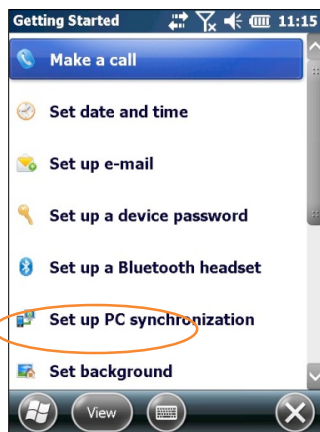 Getting Started 11:15
Make a call
Set date and time
Set up e-mail
Set up a device password
Set up a Bluetooth headset
Set up PC synchronization
Set background
View